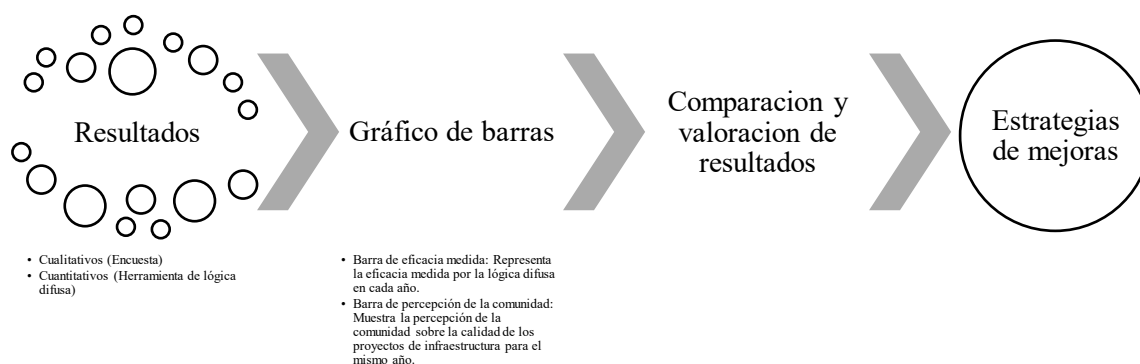 Resultados
• Cualitativos (Encuesta)
• Cuantitativos (Herramienta de lógica
difusa)
Gráfico de barras
• Barra de eficacia medida: Representa
la eficacia medida por la lógica difusa
en cada año.
• Barra de percepción de la comunidad:
Muestra la percepción de la
comunidad sobre la calidad de los
proyectos de infraestructura para el
mismo año.
Comparacion y
valoracion de
resultados
Estrategias
de mejoras